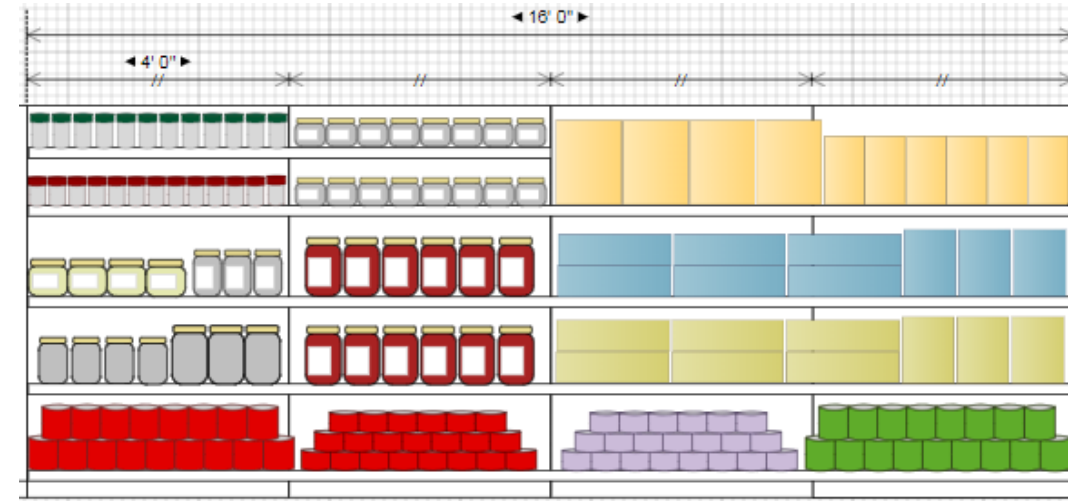 ◄ 16' 0" ►
◄ 4' 0" ►
// // // //